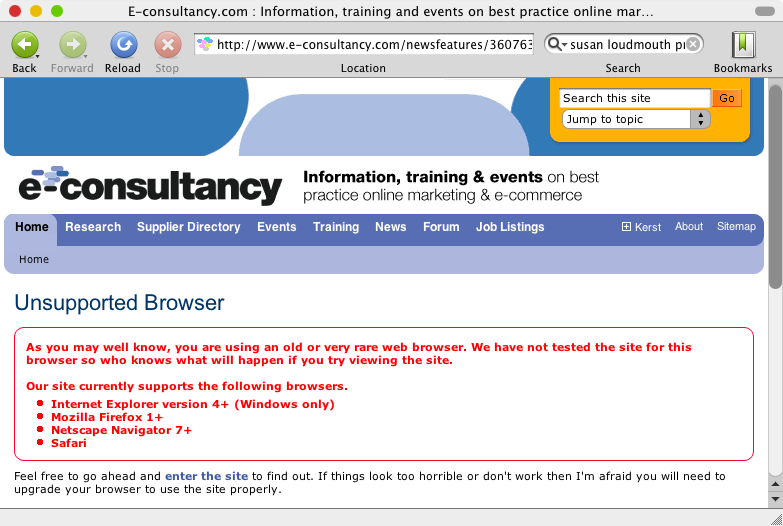 E-consultancy.com : Information, training and events on best practice online mar...
http://www.e-consultancy.com/newsfeatures/360763
susan loudmouth pr
Back
Forward
Reload
Stop
Location
Search
Bookmarks
Search this site
Go
Jump to topic
e-consultancy
Information, training & events on best
practice online marketing & e-commerce
Home Research Supplier Directory Events Training News Forum Job Listings
Kerst About Sitemap
Home
Unsupported Browser
As you may well know, you are using an old or very rare web browser. We have not tested the site for this
browser so who knows what will happen if you try viewing the site.
Our site currently supports the following browsers.
Internet Explorer version 4+ (Windows only)
Mozilla Firefox 1+
Netscape Navigator 7+
Safari
Feel free to go ahead and enter the site to find out. If things look too horrible or don't work then I'm afraid you will need to
upgrade your browser to use the site properly.